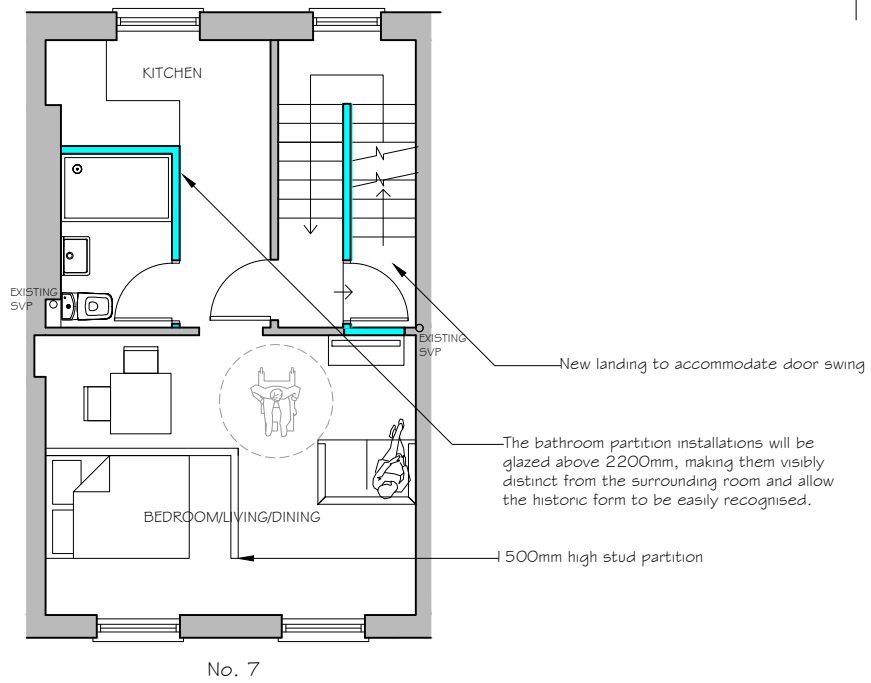 KITCHEN
EXISTING
SVP
EXISTING
SVP
New landing to accommodate door swing
The bathroom partition installations will be
glazed above 2200mm, making them visibly
distinct from the surrounding room and allow
the historic form to be easily recognised.
BEDROOM/LIVING/DINING
1500mm high stud partition
No. 7